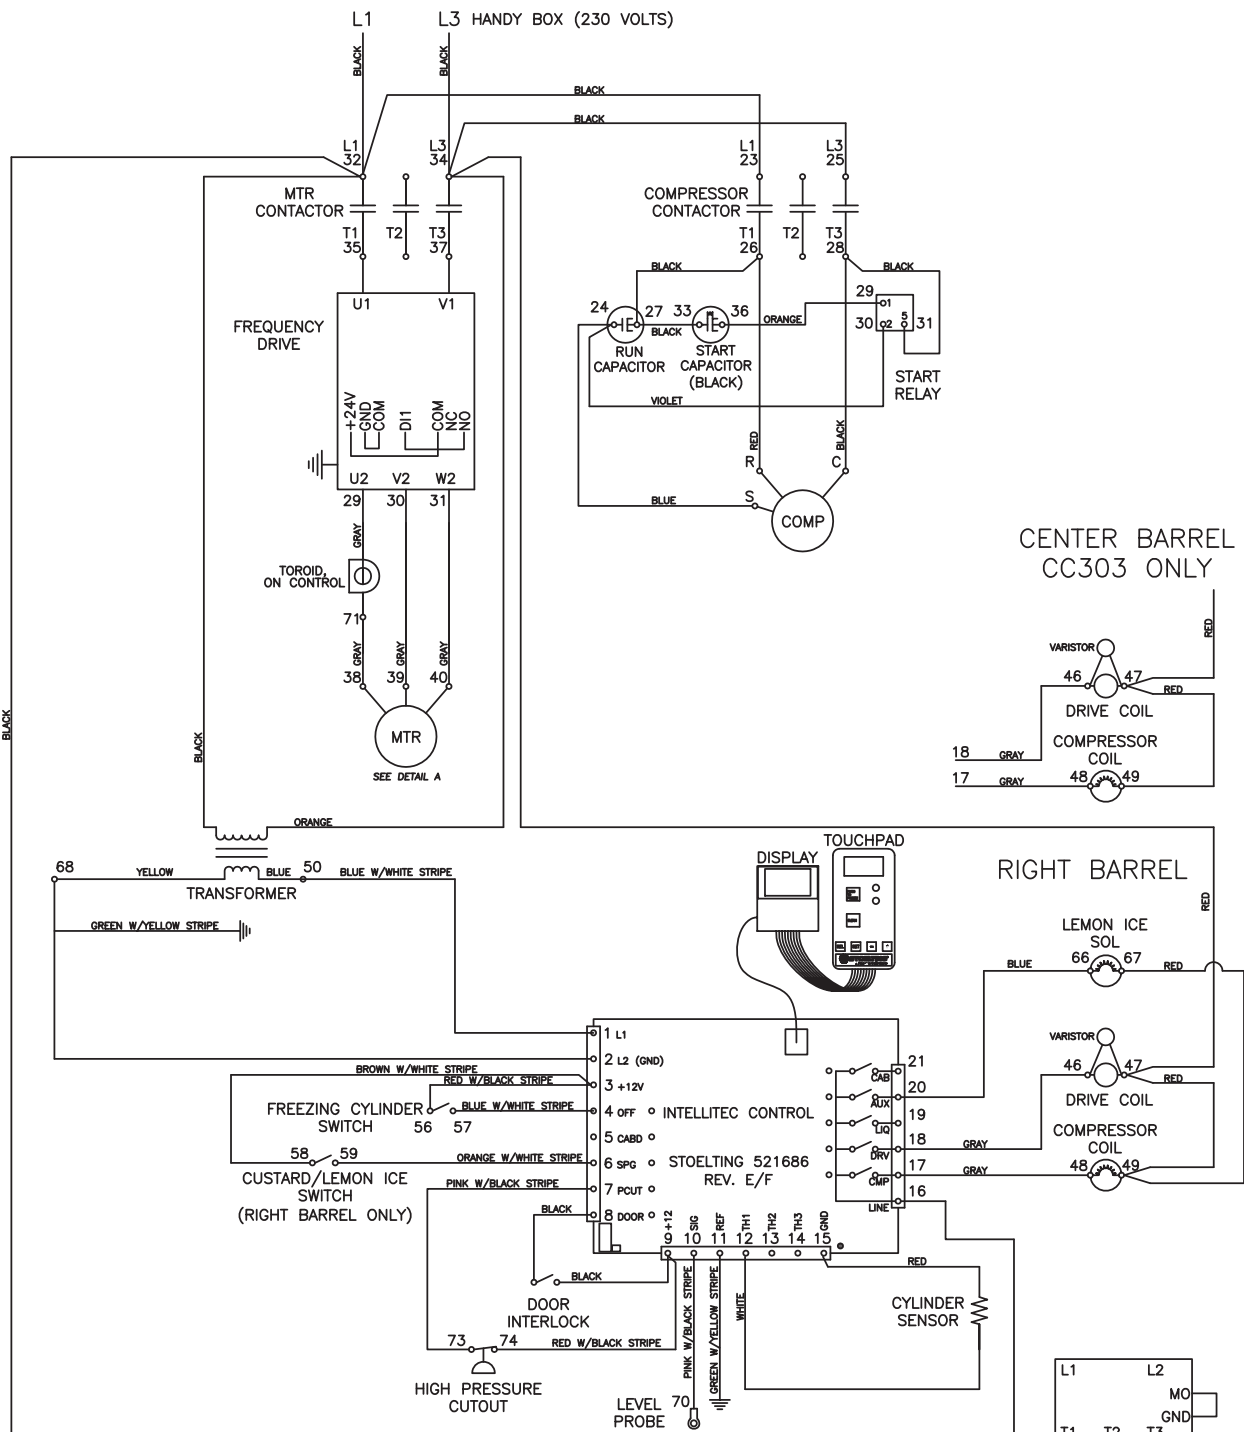 L1
L3 HANDY BOX (230 VOLTS)
BLACK
BLACK
BLACK
BLACK
L1
32
L3
34
L1
23
L3
25
MTR
CONTACTOR
COMPRESSOR
CONTACTOR
T1
35
T2
T3
37
T1
26
T2
T3
28
BLACK
BLACK
U1
V1
FREQUENCY
DRIVE
24
27
33
36
BLACK
ORANGE
29
1
30
2
5
31
RUN
CAPACITOR
START
CAPACITOR
(BLACK)
START
RELAY
VIOLET
+24V
GND
COM
DI1
COM
NC
NO
RED
BLACK
U2
V2
W2
29
30
31
R
C
S
BLUE
COMP
GRAY
TOROID,
ON CONTROL
71
GRAY
GRAY
GRAY
38
39
40
MTR
SEE DETAIL A
CENTER BARREL
CC303 ONLY
RED
VARISTOR
46
47
RED
DRIVE COIL
COMPRESSOR
COIL
18
GRAY
17
GRAY
48
49
BLACK
BLACK
ORANGE
68
YELLOW
BLUE
50
BLUE W/WHITE STRIPE
TRANSFORMER
GREEN W/YELLOW STRIPE
DISPLAY
TOUCHPAD
RIGHT BARREL
RED
LEMON ICE
SOL
BLUE
66
67
RED
VARISTOR
46
47
RED
DRIVE COIL
COMPRESSOR
COIL
48
49
1 L1
2 L2 (GND)
BROWN W/WHITE STRIPE
RED W/BLACK STRIPE
3 +12V
FREEZING CYLINDER
SWITCH
56
57
BLUE W/WHITE STRIPE
4 OFF
INTELLITEC CONTROL
5 CABD
58
59
ORANGE W/WHITE STRIPE
6 SPG
STOELTING 521686
REV. E/F
CUSTARD/LEMON ICE
SWITCH
(RIGHT BARREL ONLY)
PINK W/BLACK STRIPE
7 PCUT
BLACK
8 DOOR
CAB
21
AUX
20
LIQ
19
DRV
18
GRAY
CMP
17
GRAY
LINE
16
+12
SIG
REF
TH1
TH2
TH3
GND
9
10
11
12
13
14
15
BLACK
DOOR
INTERLOCK
RED
CYLINDER
SENSOR
73
74
RED W/BLACK STRIPE
HIGH PRESSURE
CUTOUT
PINK W/BLACK STRIPE
GREEN W/YELLOW STRIPE
WHITE
LEVEL
PROBE
70
L1
L2
MO
GND
T1
T2
T3